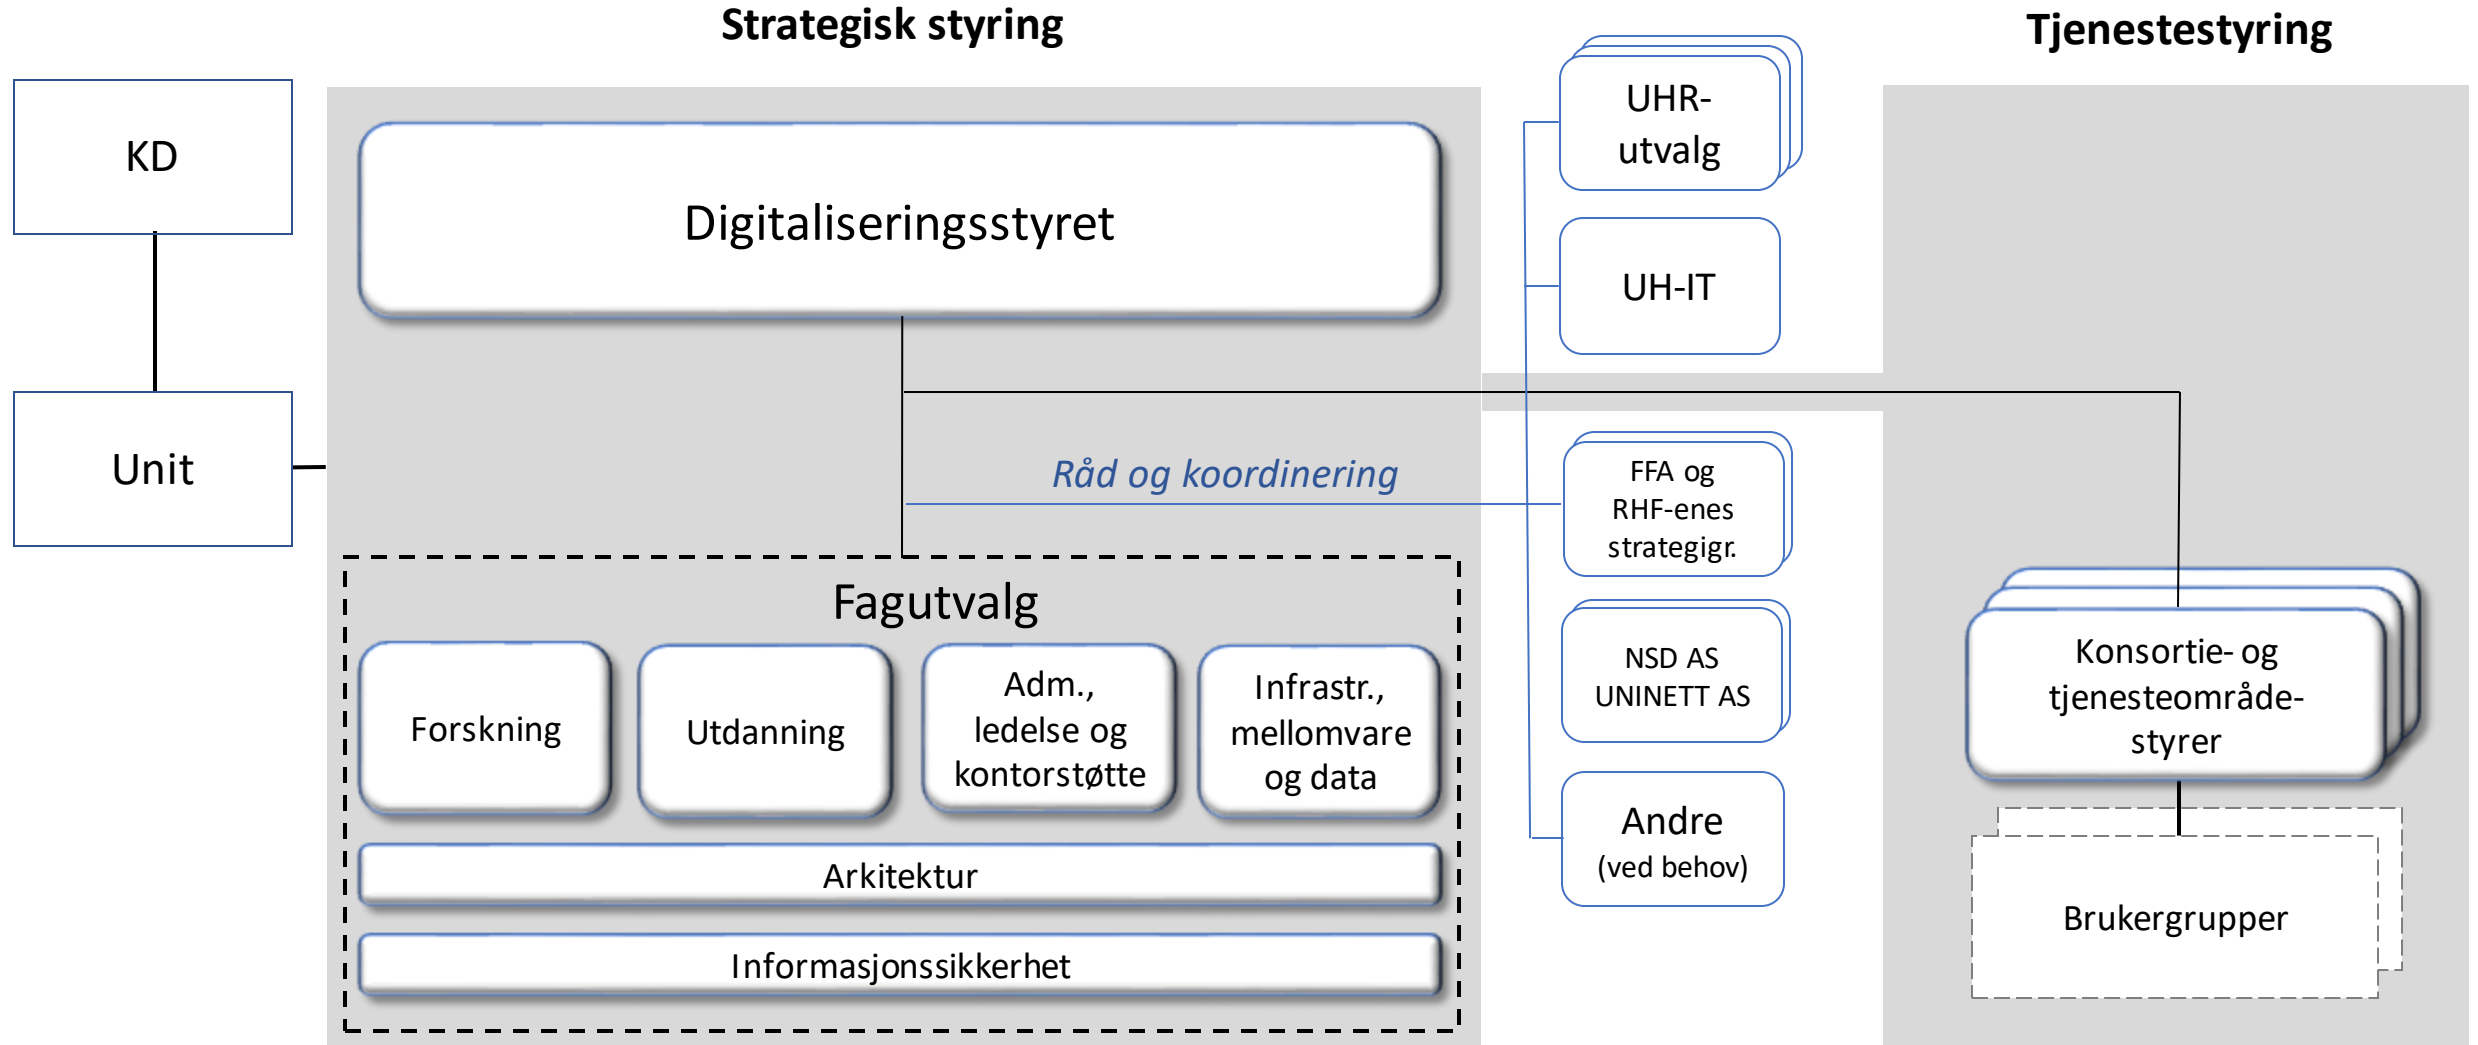 Strategisk styring
Tjenestestyring
KD
Unit
Digitaliseringsstyret
Råd og koordinering
Fagutvalg
Forskning
Utdanning
Adm.,
ledelse og
kontorstøtte
Infrastr.,
mellomvare
og data
Arkitektur
Informasjonssikkerhet
UHR-
utvalg
UH-IT
FFA og
RHF-enes
strategigr.
NSD AS
UNINETT AS
Andre
(ved behov)
Konsortie- og
tjenesteområde-
styrer
Brukergrupper